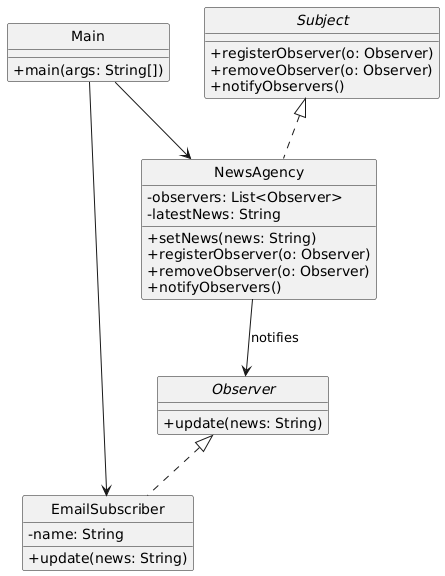 Main
+main(args: String[])
Subject
+registerObserver(o: Observer)
+removeObserver(o: Observer)
+notifyObservers()
NewsAgency
-observers: List<Observer>
-latestNews: String
+setNews(news: String)
+registerObserver(o: Observer)
+removeObserver(o: Observer)
+notifyObservers()
notifies
Observer
+update(news: String)
EmailSubscriber
-name: String
+update(news: String)